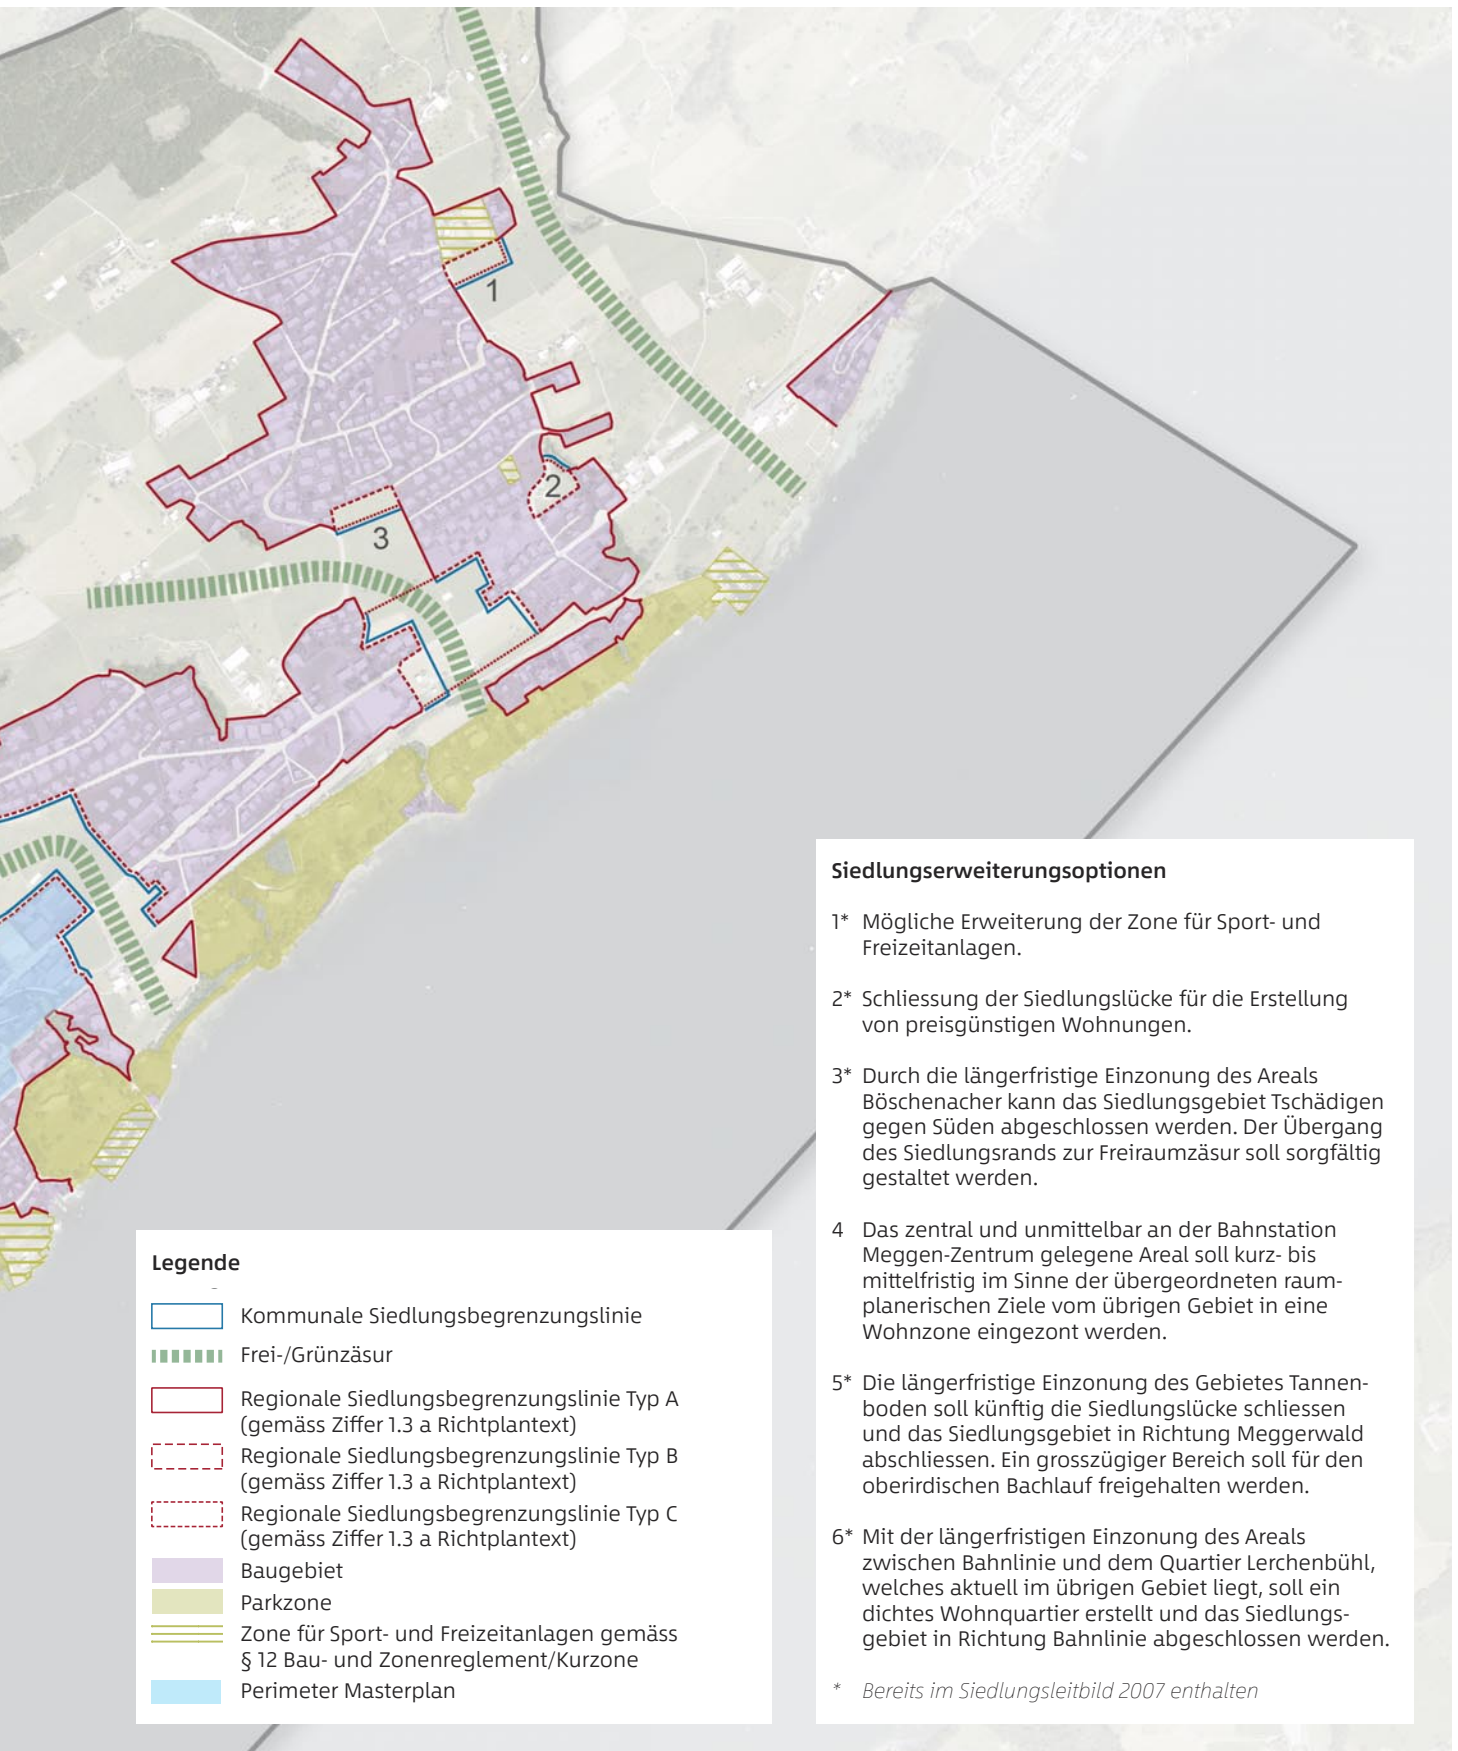 1
2
3
Siedlungserweiterungsoptionen
1* Mögliche Erweiterung der Zone für Sport- und
Freizeitanlagen.
2* Schliessung der Siedlungslücke für die Erstellung
von preisgünstigen Wohnungen.
3* Durch die längerfristige Einzonung des Areals
Böschenacher kann das Siedlungsgebiet Tschädigen
gegen Süden abgeschlossen werden. Der Übergang
des Siedlungsrands zur Freiraumzäsur soll sorgfältig
gestaltet werden.
4 Das zentral und unmittelbar an der Bahnstation
Meggen-Zentrum gelegene Areal soll kurz- bis
mittelfristig im Sinne der übergeordneten raum-
planerischen Ziele vom übrigen Gebiet in eine
Wohnzone eingezont werden.
5* Die längerfristige Einzonung des Gebietes Tannen-
boden soll künftig die Siedlungslücke schliessen
und das Siedlungsgebiet in Richtung Meggerwald
abschliessen. Ein grosszügiger Bereich soll für den
oberirdischen Bachlauf freigehalten werden.
6* Mit der längerfristigen Einzonung des Areals
zwischen Bahnlinie und dem Quartier Lerchenbühl,
welches aktuell im übrigen Gebiet liegt, soll ein
dichtes Wohnquartier erstellt und das Siedlungs-
gebiet in Richtung Bahnlinie abgeschlossen werden.
* Bereits im Siedlungsleitbild 2007 enthalten
Legende
Kommunale Siedlungsbegrenzungslinie
Frei-/Grünzäsur
Regionale Siedlungsbegrenzungslinie Typ A
(gemäss Ziffer 1.3 a Richtplantext)
Regionale Siedlungsbegrenzungslinie Typ B
(gemäss Ziffer 1.3 a Richtplantext)
Regionale Siedlungsbegrenzungslinie Typ C
(gemäss Ziffer 1.3 a Richtplantext)
Baugebiet
Parkzone
Zone für Sport- und Freizeitanlagen gemäss
§ 12 Bau- und Zonenreglement/Kurzone
Perimeter Masterplan